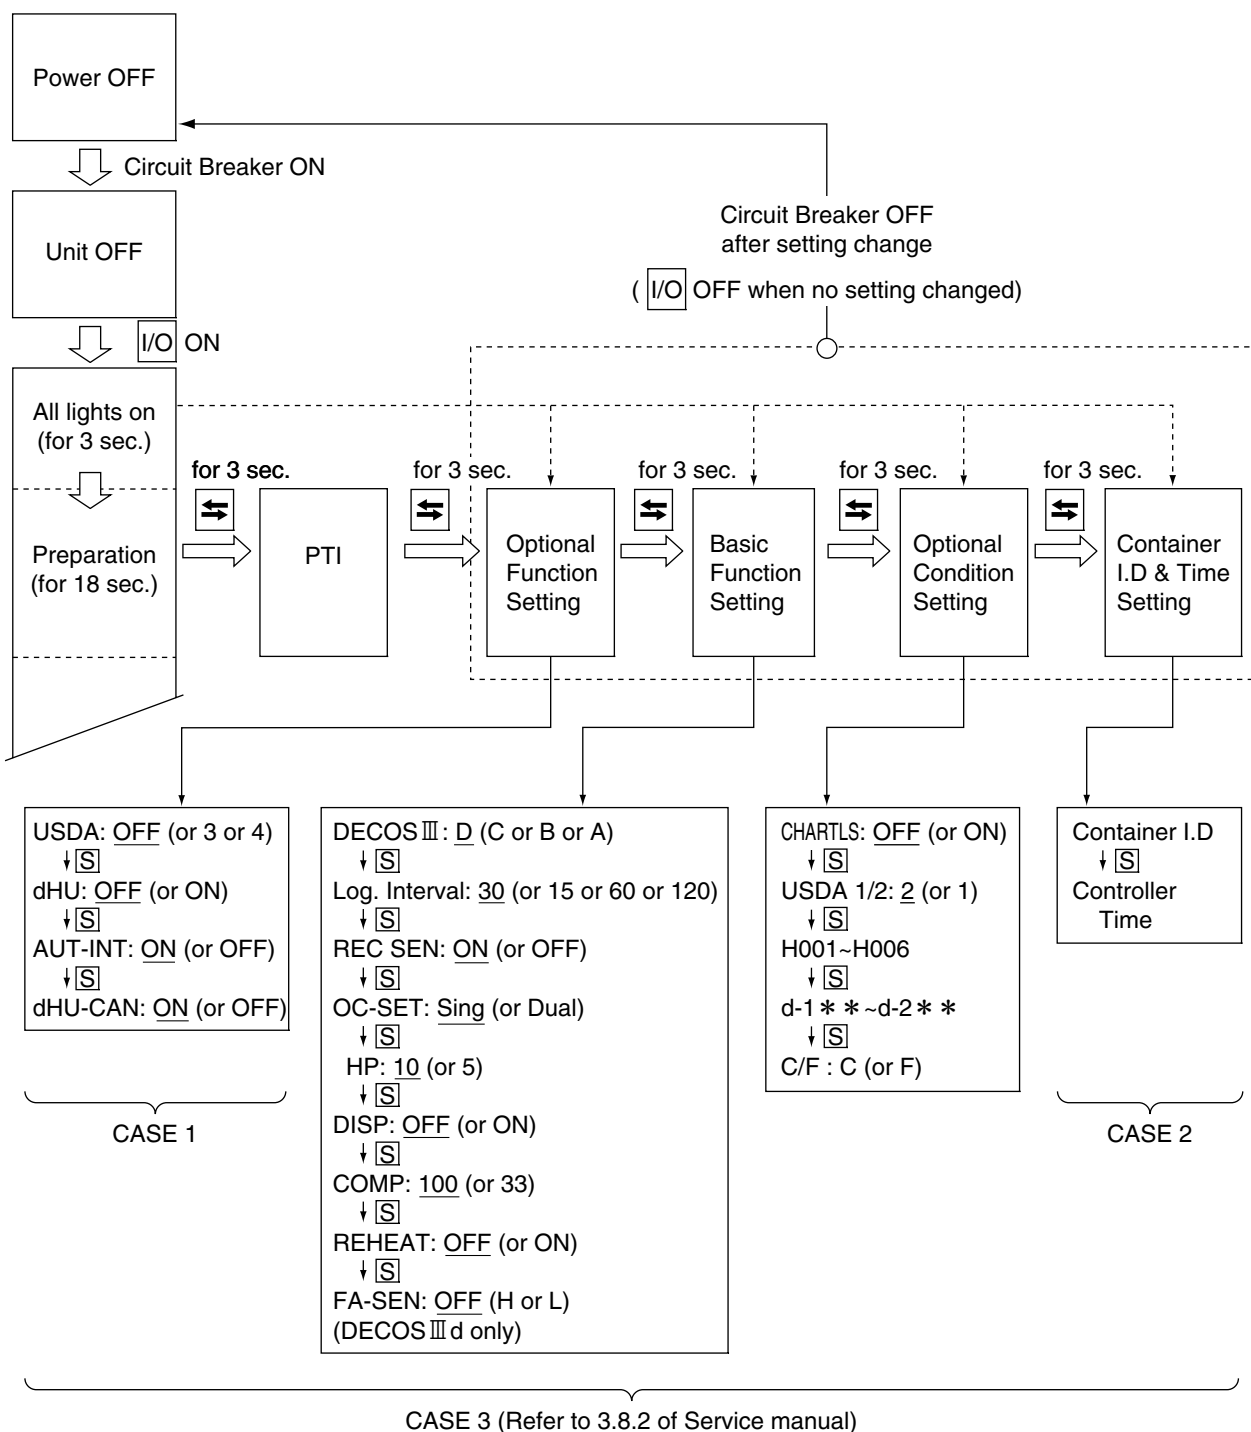 Power OFF
Circuit Breaker ON
Unit OFF
I/O ON
Circuit Breaker OFF
after setting change
( I/O OFF when no setting changed)
All lights on
(for 3 sec.)
Preparation
(for 18 sec.)
for 3 sec.
PTI
for 3 sec.
Optional
Function
Setting
for 3 sec.
Basic
Function
Setting
for 3 sec.
Optional
Condition
Setting
for 3 sec.
Container
I.D & Time
Setting
USDA: OFF (or 3 or 4)
S
dHU: OFF (or ON)
S
AUT-INT: ON (or OFF)
S
dHU-CAN: ON (or OFF)
CASE 1
DECOSⅢ: D (C or B or A)
S
Log. Interval: 30 (or 15 or 60 or 120)
S
REC SEN: ON (or OFF)
S
OC-SET: Sing (or Dual)
S
HP: 10 (or 5)
S
DISP: OFF (or ON)
S
COMP: 100 (or 33)
S
REHEAT: OFF (or ON)
S
FA-SEN: OFF (H or L)
(DECOSⅢd only)
CHARTLS: OFF (or ON)
S
USDA 1/2: 2 (or 1)
S
H001~H006
S
d-1＊＊~d-2＊＊
S
C/F : C (or F)
Container I.D
S
Controller
Time
CASE 2
CASE 3 (Refer to 3.8.2 of Service manual)